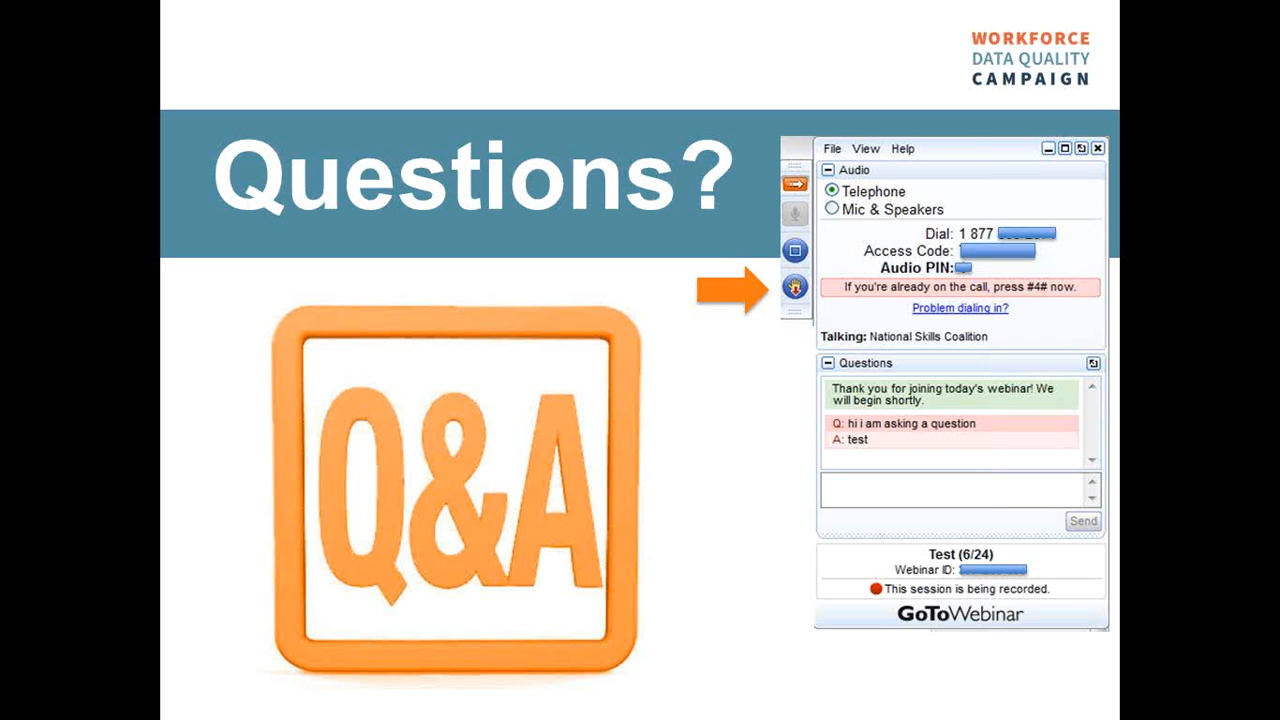 WORKFORCE
DATA QUALITY
CAMPAIGN
Questions?
Q&A
File View Help
Audio
Telephone
Mic & Speakers
Dial: 1 877
Access Code:
Audio PIN:
If you're already on the call, press #4# now.
Problem dialing in?
Talking: National Skills Coalition
Questions
Thank you for joining today's webinar! We
will begin shortly.
Q: hi i am asking a question
A: test
Send
Test (6/24)
Webinar ID:
This session is being recorded.
GoToWebinar